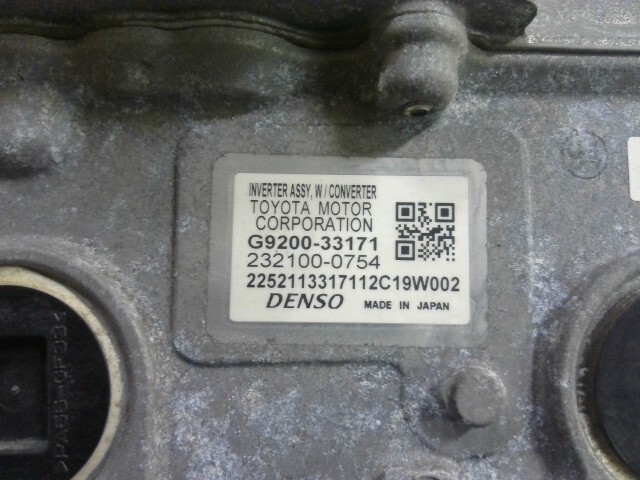 INVERTER ASSY, W / CONVERTER
TOYOTA MOTOR
CORPORATION
G9200-33171
232100-0754
2252113317112C19W002
DENSO MADE IN JAPAN